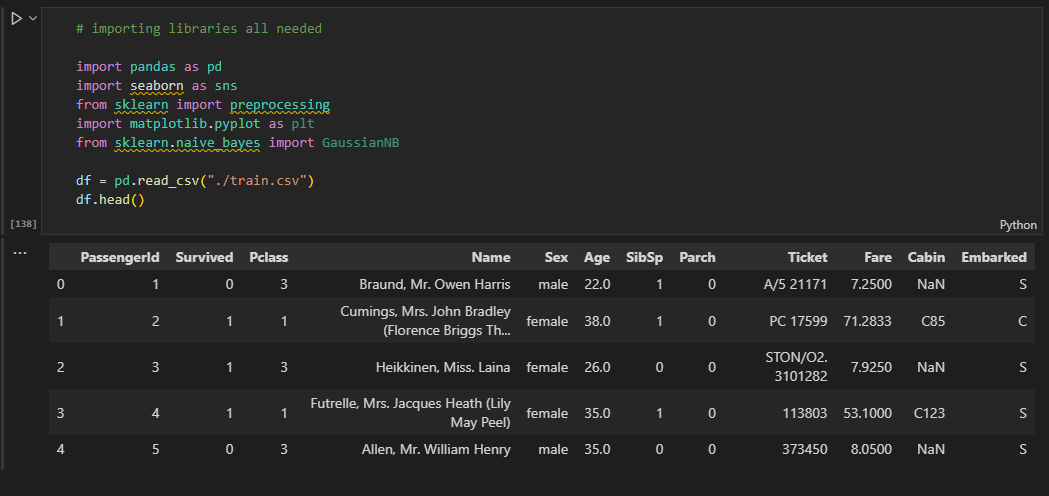 # importing libraries all needed
import pandas as pd
import seaborn as sns
from sklearn import preprocessing
import matplotlib.pyplot as plt
from sklearn.naive_bayes import GaussianNB
df = pd.read_csv("./train.csv")
df.head()
[138]
Python
...
PassengerId Survived Pclass Name Sex Age SibSp Parch Ticket Fare Cabin Embarked
0 1 0 3 Braund, Mr. Owen Harris male 22.0 1 0 A/5 21171 7.2500 NaN S
1 2 1 1 Cumings, Mrs. John Bradley
(Florence Briggs Th... female 38.0 1 0 PC 17599 71.2833 C85 C
2 3 1 3 Heikkinen, Miss. Laina female 26.0 0 0 STON/O2.
3101282 7.9250 NaN S
3 4 1 1 Futrelle, Mrs. Jacques Heath (Lily
May Peel) female 35.0 1 0 113803 53.1000 C123 S
4 5 0 3 Allen, Mr. William Henry male 35.0 0 0 373450 8.0500 NaN S